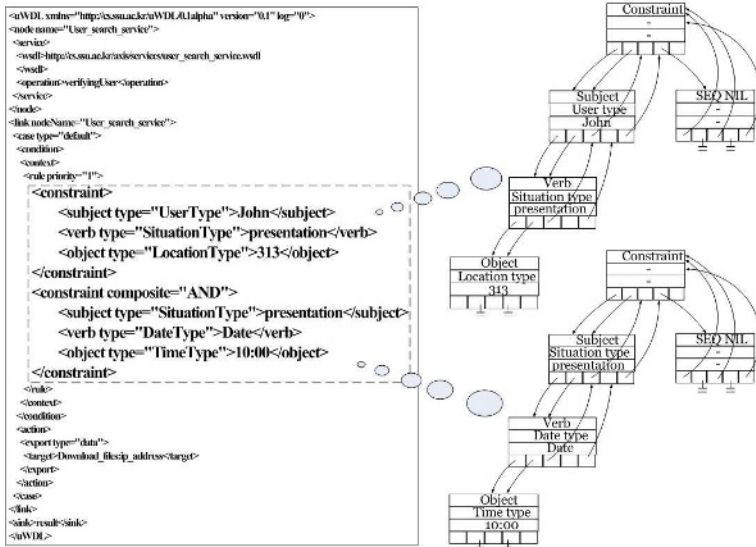 <uWDL xmlns="http://cs.ssu.ac.kr/uWDL/0.1alpha" version="0.1" log="0">
<node name="User_search_service">
<service>
<wsdl>http://cs.ssu.ac.kr/axis/services/user_search_service.wsdl
</wsdl>
<operation>verifyingUser</operation>
</service>
</node>
<link nodeName="User_search_service">
<case type="default">
<condition>
<context>
<rule priority="1">
<constraint>
<subject type="UserType">John</subject>
<verb type="SituationType">presentation</verb>
<object type="LocationType">313</object>
</constraint>
<constraint composite="AND">
<subject type="SituationType">presentation</subject>
<verb type="DateType">Date</verb>
<object type="TimeType">10:00</object>
</constraint>
</rule>
</context>
</condition>
<action>
<export type="data">
<target>Download_files:ip_address</target>
</export>
</action>
</case>
</link>
<sink>result</sink>
</uWDL>
Constraint
-
-
Subject
User type
John
SEQ NIL
-
-
Verb
Situation type
presentation
Object
Location type
313
Constraint
-
-
Subject
Situation type
presentation
SEQ NIL
-
-
Verb
Date type
Date
Object
Time type
10:00